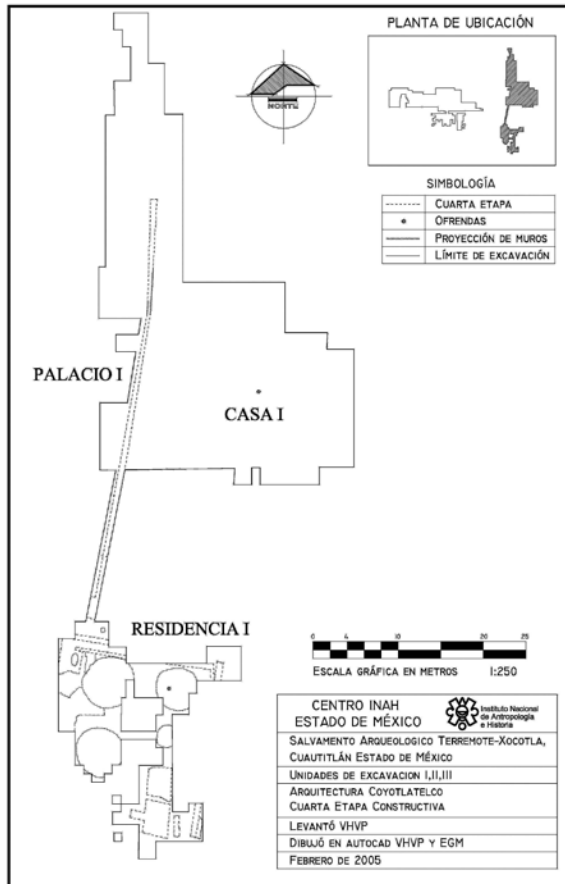 PLANTA DE UBICACIÓN
NORTE
SIMBOLOGÍA
CUARTA ETAPA
OFRENDAS
PROYECCIÓN DE MUROS
LÍMITE DE EXCAVACIÓN
PALACIO I
CASA I
RESIDENCIA I
0 4 10 15 20 25
ESCALA GRÁFICA EN METROS 1:250
CENTRO INAH
ESTADO DE MÉXICO
Instituto Nacional
de Antropología
e Historia
SALVAMENTO ARQUEOLOGICO TERREMOTE-XOCOTLA,
CUAUTITLÁN ESTADO DE MÉXICO
UNIDADES DE EXCAVACION I,II,III
ARQUITECTURA COYOTLATELCO
CUARTA ETAPA CONSTRUCTIVA
LEVANTÓ VHVP
DIBUJÓ EN AUTOCAD VHVP Y EGM
FEBRERO DE 2005